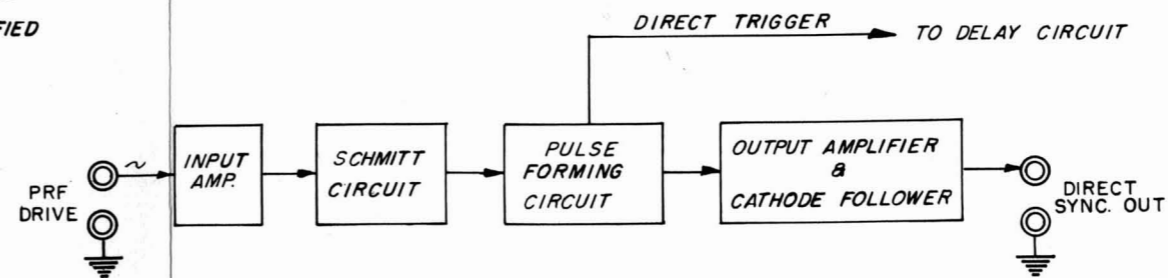 DIRECT TRIGGER
TO DELAY CIRCUIT
PRF
DRIVE
~
INPUT
AMP.
SCHMITT
CIRCUIT
PULSE
FORMING
CIRCUIT
OUTPUT AMPLIFIER
&
CATHODE FOLLOWER
DIRECT
SYNC. OUT